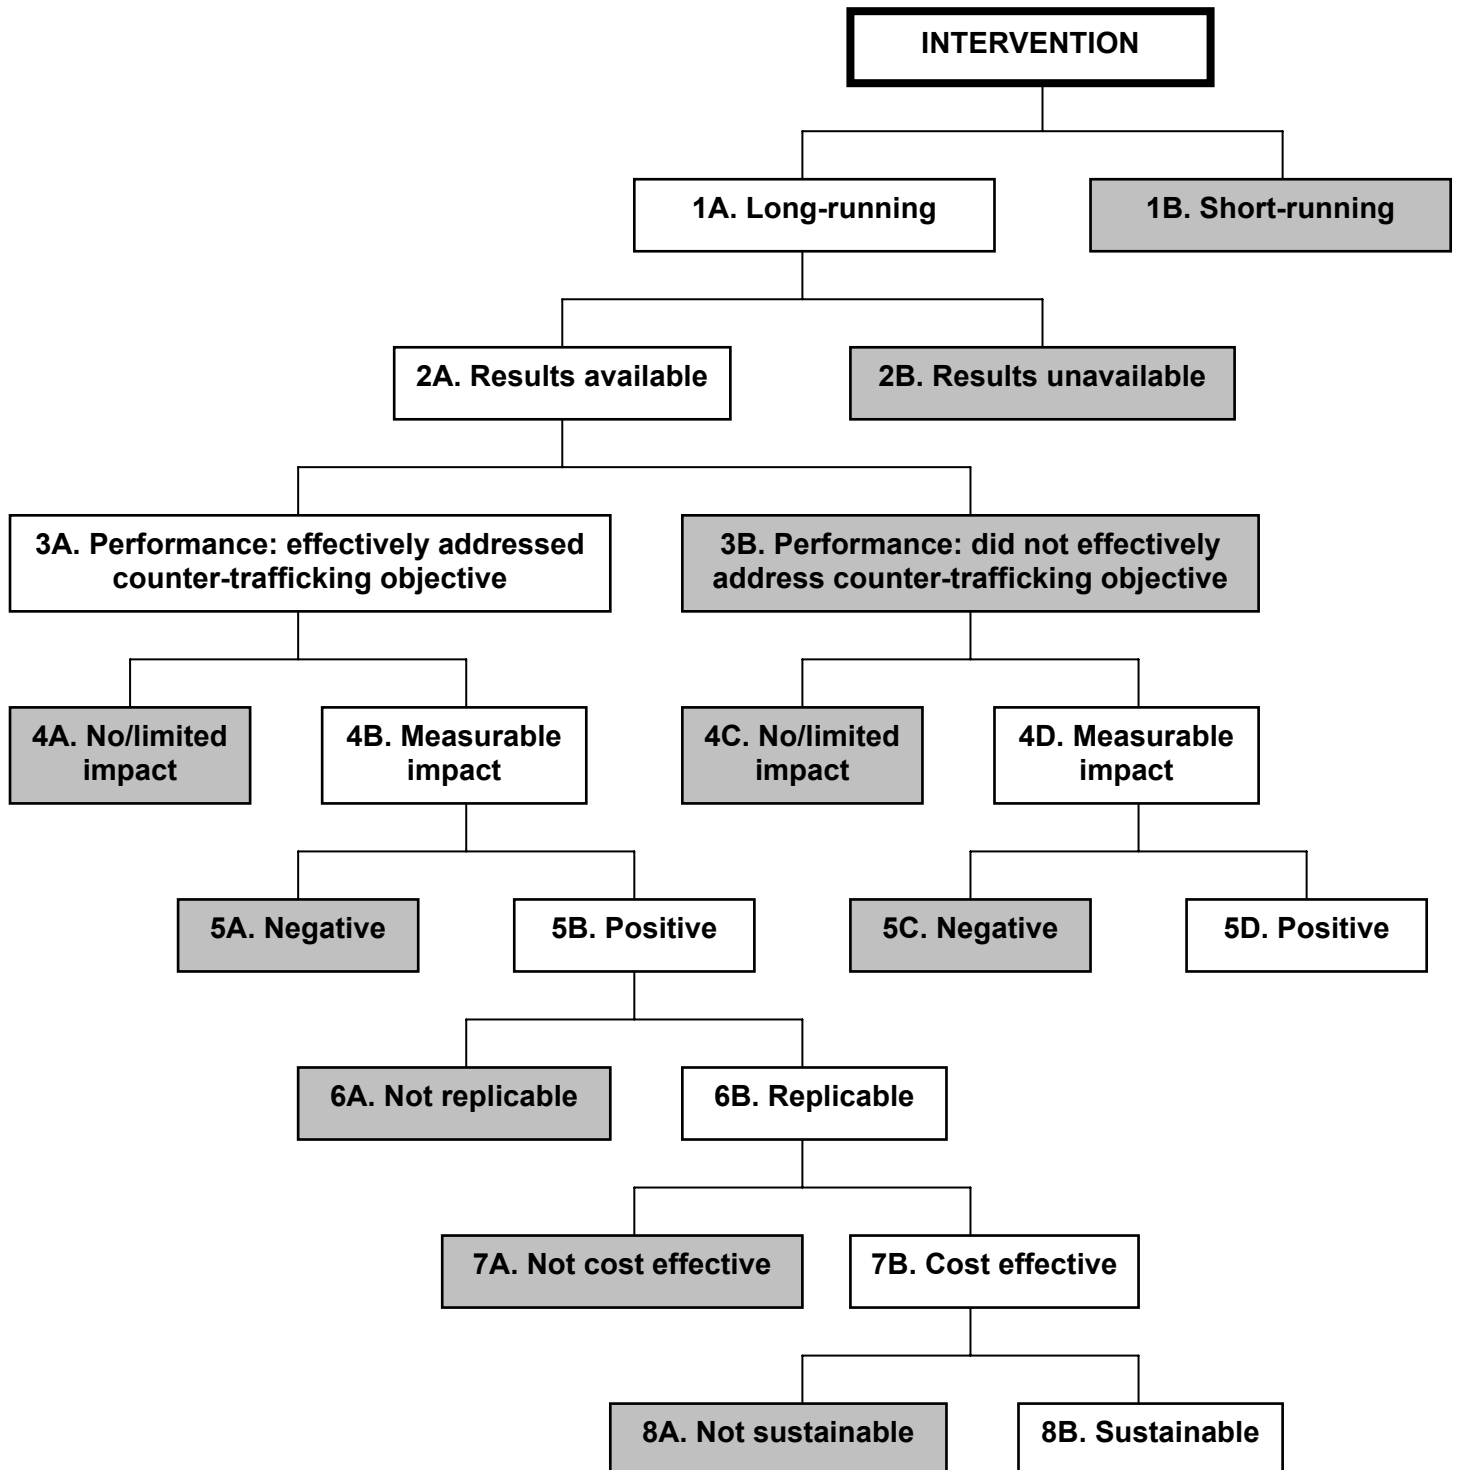 INTERVENTION
1A. Long-running
1B. Short-running
2A. Results available
2B. Results unavailable
3A. Performance: effectively addressed
counter-trafficking objective
3B. Performance: did not effectively
address counter-trafficking objective
4A. No/limited
impact
4B. Measurable
impact
4C. No/limited
impact
4D. Measurable
impact
5A. Negative
5B. Positive
5C. Negative
5D. Positive
6A. Not replicable
6B. Replicable
7A. Not cost effective
7B. Cost effective
8A. Not sustainable
8B. Sustainable